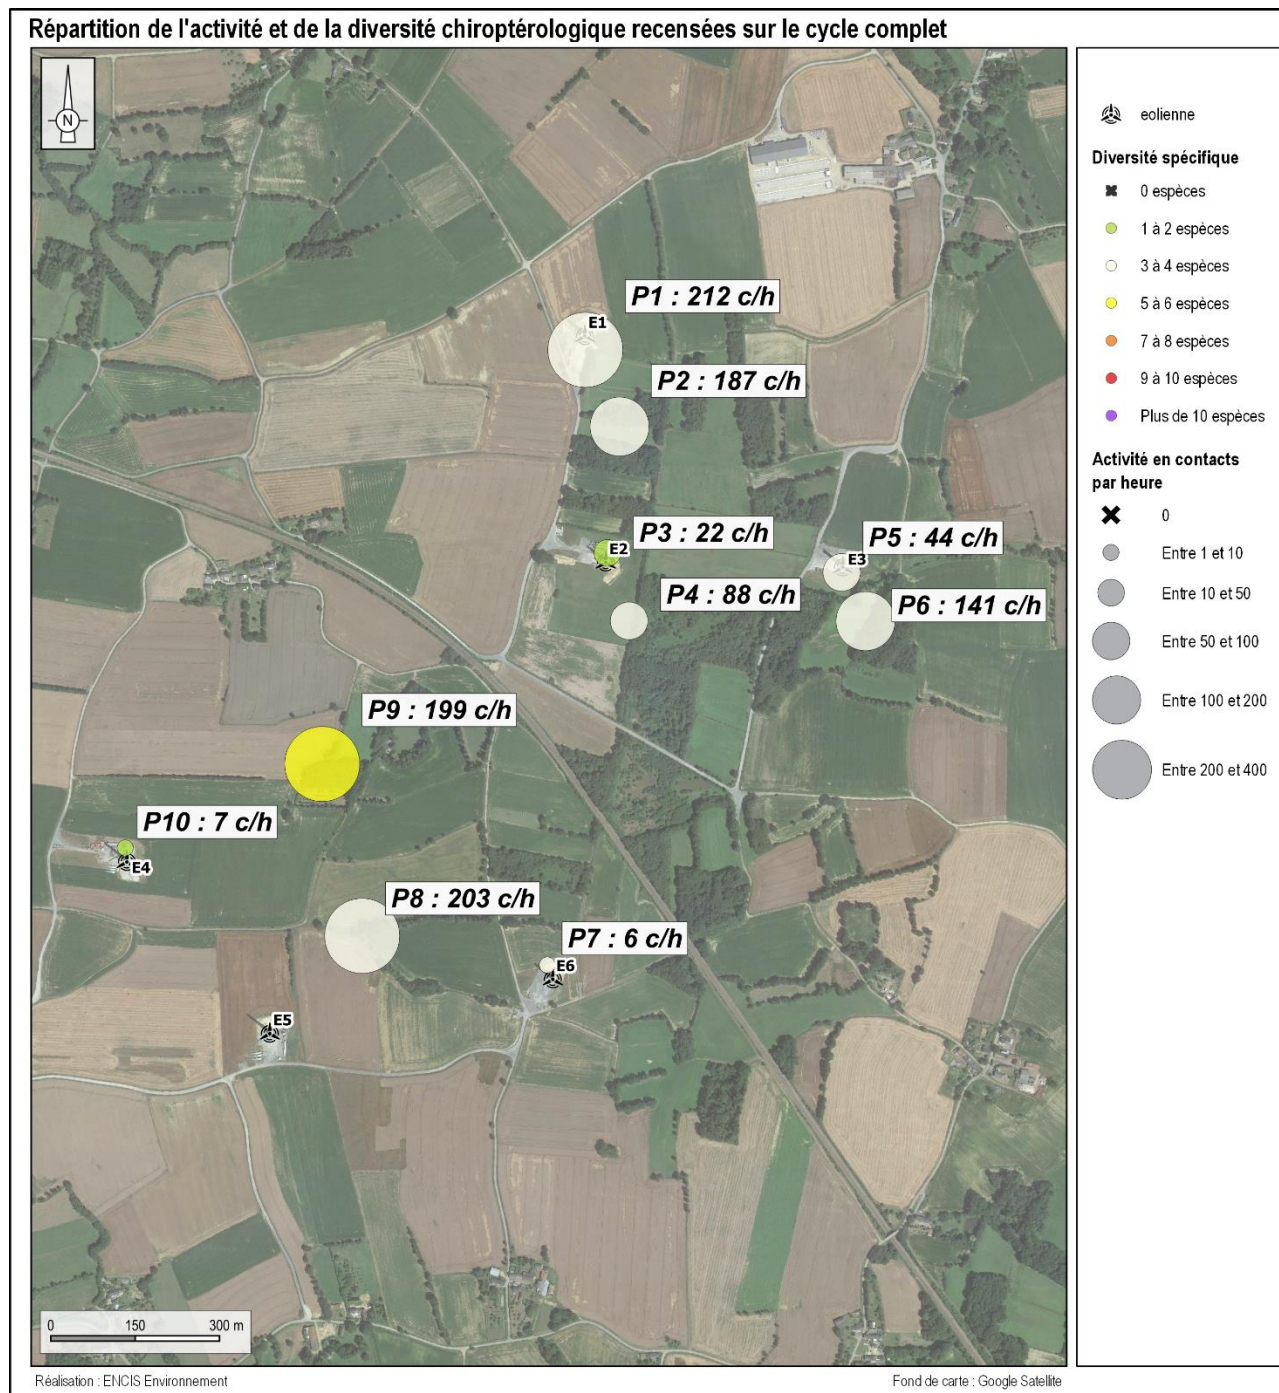 Répartition de l'activité et de la diversité chiroptérologique recensées sur le cycle complet
N
eolienne
Diversité spécifique
0 espèces
1 à 2 espèces
3 à 4 espèces
5 à 6 espèces
7 à 8 espèces
9 à 10 espèces
Plus de 10 espèces
Activité en contacts
par heure
0
Entre 1 et 10
Entre 10 et 50
Entre 50 et 100
Entre 100 et 200
Entre 200 et 400
P1 : 212 c/h
E1
P2 : 187 c/h
P3 : 22 c/h
E2
P5 : 44 c/h
E3
P4 : 88 c/h
P6 : 141 c/h
P9 : 199 c/h
P10 : 7 c/h
E4
P8 : 203 c/h
P7 : 6 c/h
E6
E5
0 150 300 m
Réalisation : ENCIS Environnement
Fond de carte : Google Satellite